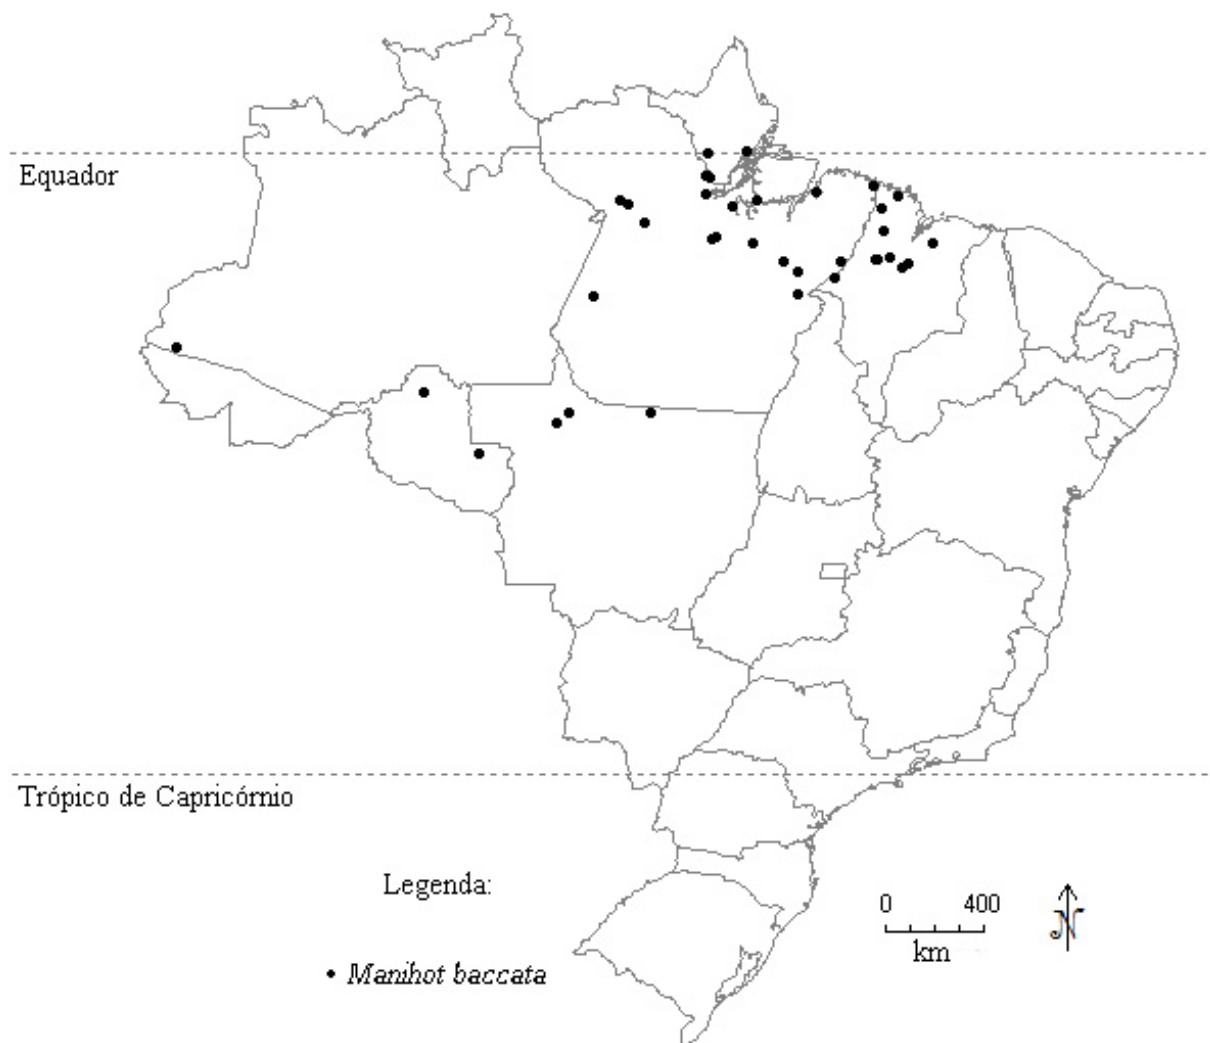 Equador
Trópico de Capricórnio
Legenda:
• Manihot baccata
0 400
km
N